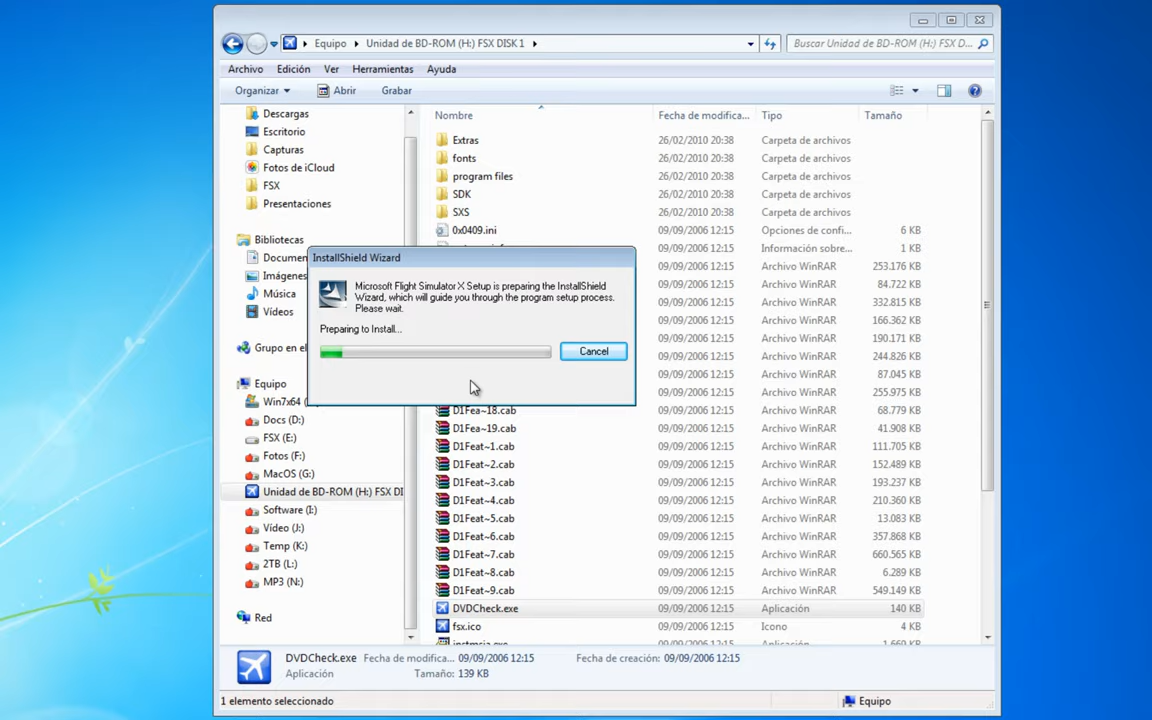 Equipo
Unidad de BD-ROM (H:) FSX DISK1
Buscar Unidad de BD-ROM (H:) FSX D...
Archivo Edición Ver Herramientas Ayuda
Organizar Abrir Grabar
Nombre Fecha de modifica... Tipo Tamaño
Descargas
Escritorio
Capturas
Fotos de iCloud
FSX
Presentaciones
Bibliotecas
Documen
Imágenes
Música
Vídeos
Grupo en el
Equipo
Win7x64 (
Docs (D:)
FSX (E:)
Fotos (F:)
MacOS (G:)
Unidad de BD-ROM (H:) FSX DI
Software (I:)
Vídeo (J:)
Temp (K:)
2TB (L:)
MP3 (N:)
Red
Extras 26/02/2010 20:38 Carpeta de archivos
fonts 26/02/2010 20:38 Carpeta de archivos
program files 26/02/2010 20:38 Carpeta de archivos
SDK 26/02/2010 20:38 Carpeta de archivos
SXS 26/02/2010 20:38 Carpeta de archivos
0x0409.ini 09/09/2006 12:15 Opciones de confi... 6 KB
09/09/2006 12:15 Información sobre... 1 KB
09/09/2006 12:15 Archivo WinRAR 253.176 KB
09/09/2006 12:15 Archivo WinRAR 84.722 KB
09/09/2006 12:15 Archivo WinRAR 332.815 KB
09/09/2006 12:15 Archivo WinRAR 166.362 KB
09/09/2006 12:15 Archivo WinRAR 190.171 KB
09/09/2006 12:15 Archivo WinRAR 244.826 KB
09/09/2006 12:15 Archivo WinRAR 87.045 KB
09/09/2006 12:15 Archivo WinRAR 255.975 KB
D1Fea~18.cab 09/09/2006 12:15 Archivo WinRAR 68.779 KB
D1Fea~19.cab 09/09/2006 12:15 Archivo WinRAR 41.908 KB
D1Feat~1.cab 09/09/2006 12:15 Archivo WinRAR 111.705 KB
D1Feat~2.cab 09/09/2006 12:15 Archivo WinRAR 152.489 KB
D1Feat~3.cab 09/09/2006 12:15 Archivo WinRAR 193.237 KB
D1Feat~4.cab 09/09/2006 12:15 Archivo WinRAR 210.360 KB
D1Feat~5.cab 09/09/2006 12:15 Archivo WinRAR 13.083 KB
D1Feat~6.cab 09/09/2006 12:15 Archivo WinRAR 357.868 KB
D1Feat~7.cab 09/09/2006 12:15 Archivo WinRAR 660.565 KB
D1Feat~8.cab 09/09/2006 12:15 Archivo WinRAR 6.289 KB
D1Feat~9.cab 09/09/2006 12:15 Archivo WinRAR 549.149 KB
DVDCheck.exe 09/09/2006 12:15 Aplicación 140 KB
fsx.ico 09/09/2006 12:15 Icono 4 KB
instmsia.exe 09/09/2006 12:15 Aplicación 1.669 KB
InstallShield Wizard
Microsoft Flight Simulator X Setup is preparing the InstallShield
Wizard, which will guide you through the program setup process.
Please wait.
Preparing to Install...
Cancel
DVDCheck.exe Fecha de modifica... 09/09/2006 12:15 Fecha de creación: 09/09/2006 12:15
Aplicación Tamaño: 139 KB
1 elemento seleccionado Equipo